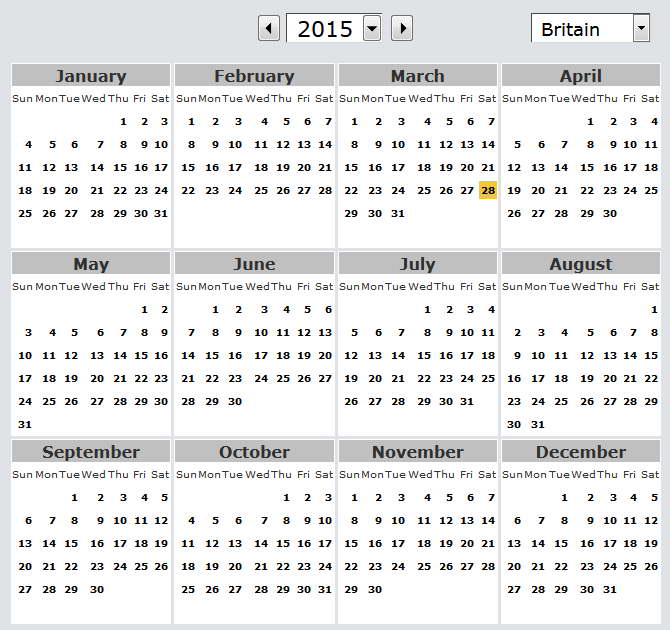 2015 Britain
January February March April
Sun Mon Tue Wed Thu Fri Sat Sun Mon Tue Wed Thu Fri Sat Sun Mon Tue Wed Thu Fri Sat Sun Mon Tue Wed Thu Fri Sat
1 2 3 1 2 3 4 5 6 7 1 2 3 4 5 6 7 1 2 3 4
4 5 6 7 8 9 10 8 9 10 11 12 13 14 8 9 10 11 12 13 14 5 6 7 8 9 10 11
11 12 13 14 15 16 17 15 16 17 18 19 20 21 15 16 17 18 19 20 21 12 13 14 15 16 17 18
18 19 20 21 22 23 24 22 23 24 25 26 27 28 22 23 24 25 26 27 28 19 20 21 22 23 24 25
25 26 27 28 29 30 31 29 30 31 26 27 28 29 30
May June July August
Sun Mon Tue Wed Thu Fri Sat Sun Mon Tue Wed Thu Fri Sat Sun Mon Tue Wed Thu Fri Sat Sun Mon Tue Wed Thu Fri Sat
1 2 1 2 3 4 5 6 1 2 3 4 1
3 4 5 6 7 8 9 7 8 9 10 11 12 13 5 6 7 8 9 10 11 2 3 4 5 6 7 8
10 11 12 13 14 15 16 14 15 16 17 18 19 20 12 13 14 15 16 17 18 9 10 11 12 13 14 15
17 18 19 20 21 22 23 21 22 23 24 25 26 27 19 20 21 22 23 24 25 16 17 18 19 20 21 22
24 25 26 27 28 29 30 28 29 30 26 27 28 29 30 31 23 24 25 26 27 28 29
31 30 31
September October November December
Sun Mon Tue Wed Thu Fri Sat Sun Mon Tue Wed Thu Fri Sat Sun Mon Tue Wed Thu Fri Sat Sun Mon Tue Wed Thu Fri Sat
1 2 3 4 5 1 2 3 1 2 3 4 5 6 7 1 2 3 4 5
6 7 8 9 10 11 12 4 5 6 7 8 9 10 8 9 10 11 12 13 14 6 7 8 9 10 11 12
13 14 15 16 17 18 19 11 12 13 14 15 16 17 15 16 17 18 19 20 21 13 14 15 16 17 18 19
20 21 22 23 24 25 26 18 19 20 21 22 23 24 22 23 24 25 26 27 28 20 21 22 23 24 25 26
27 28 29 30 25 26 27 28 29 30 31 29 30 27 28 29 30 31